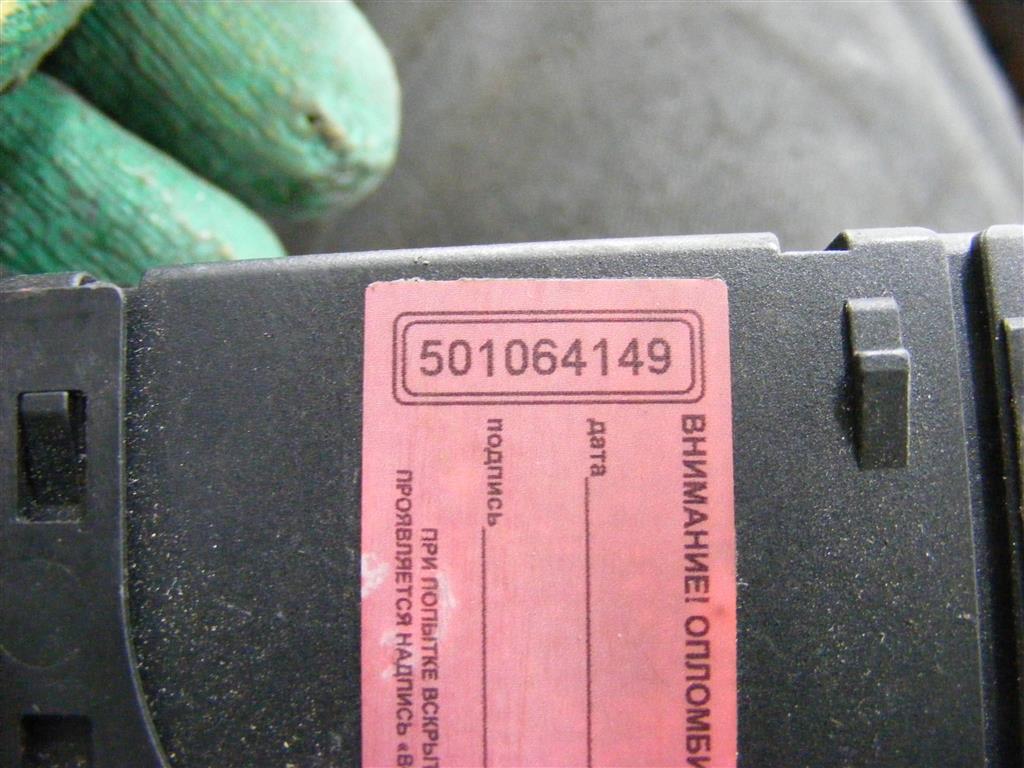 501064149
ВНИМАНИЕ! ОПЛОМБИ
дата
подпись
ПРИ ПОПЫТКЕ ВСКРЫТ
ПРОЯВЛЯЕТСЯ НАДПИСЬ «В